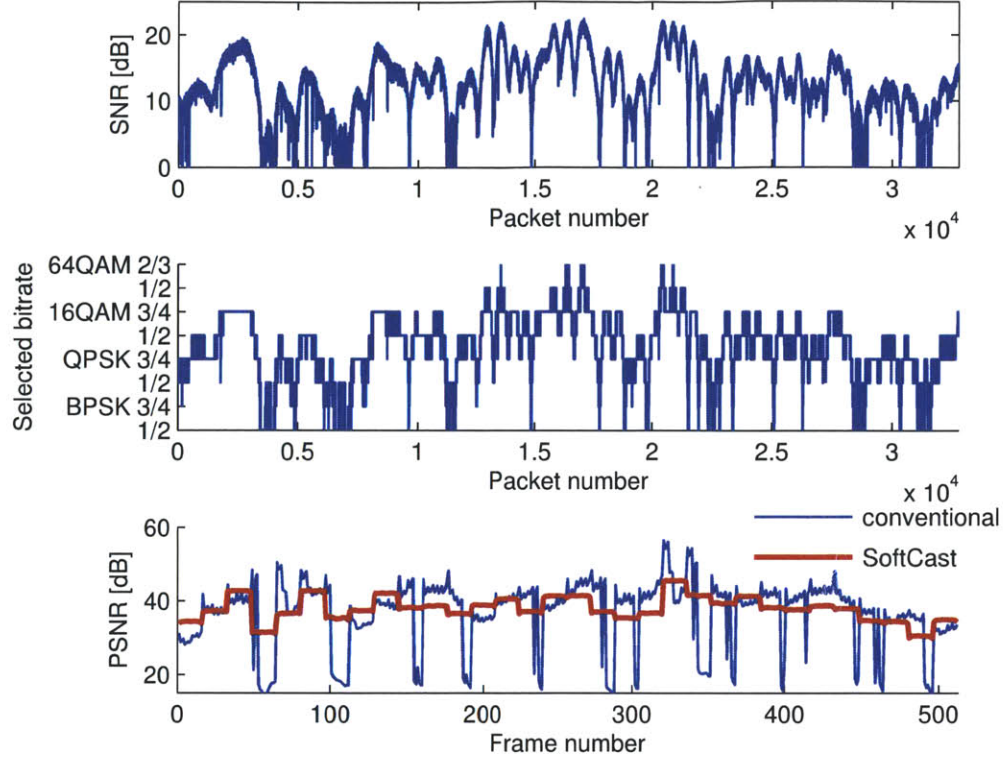 SNR [dB]
20
10
0
0 0.5 1 1.5 2 2.5 3
Packet number
x 10^4
Selected bitrate
64QAM 2/3
1/2
16QAM 3/4
1/2
QPSK 3/4
1/2
BPSK 3/4
1/2
0 0.5 1 1.5 2 2.5 3
Packet number
x 10^4
conventional
SoftCast
PSNR [dB]
60
40
20
0 100 200 300 400 500
Frame number